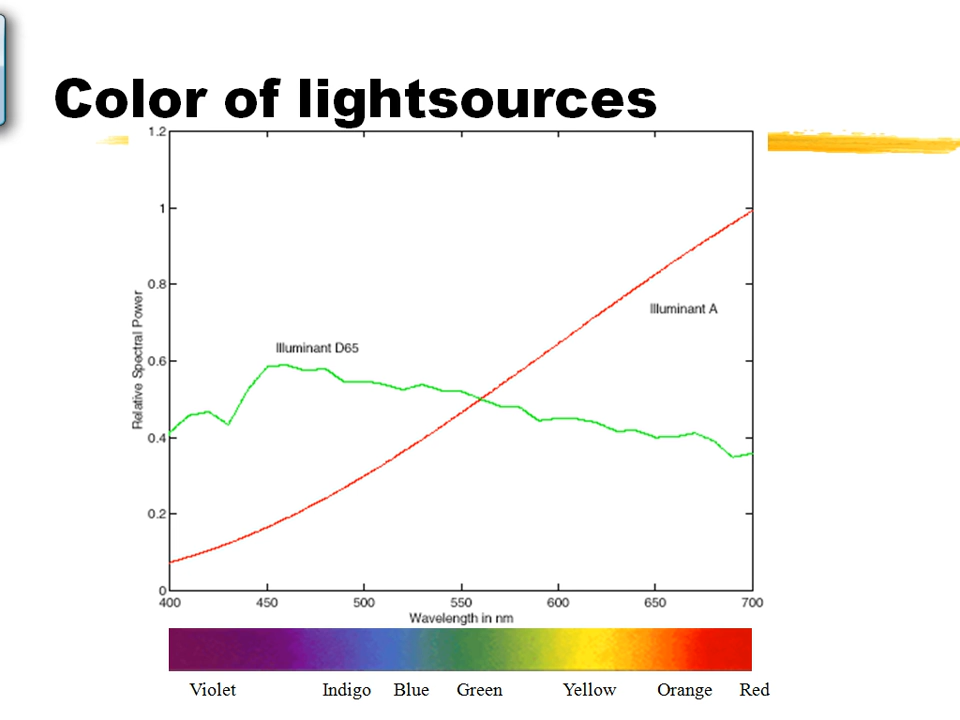 Color of lightsources
1.2
1
0.8
0.6
0.4
0.2
0
Relative Spectral Power
Illuminant A
Illuminant D65
400 450 500 550 600 650 700
Wavelength in nm
Violet Indigo Blue Green Yellow Orange Red